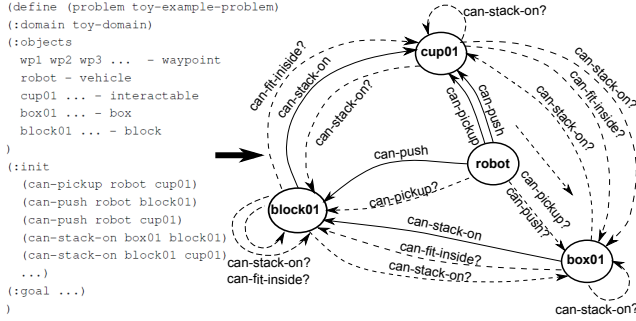 (define (problem toy-example-problem)
(:domain toy-domain)
(:objects
wp1 wp2 wp3 ... - waypoint
robot - vehicle
cup01 ... - interactable
box01 ... - box
block01 ... - block
)
(:init
(can-pickup robot cup01)
(can-push robot block01)
(can-push robot cup01)
(can-stack-on box01 block01)
(can-stack-on block01 cup01)
...)
(:goal ...)
)
can-stack-on?
cup01
can-fit-iniside?
can-stack-on
can-stack-on?
can-push
can-pickup
can-stack-on?
can-fit-inside?
can-stack-on?
can-push
robot
can-pickup?
can-pickup?
can-push?
block01
can-stack-on
can-fit-inside?
can-stack-on?
box01
can-stack-on?
can-fit-inside?
can-stack-on?